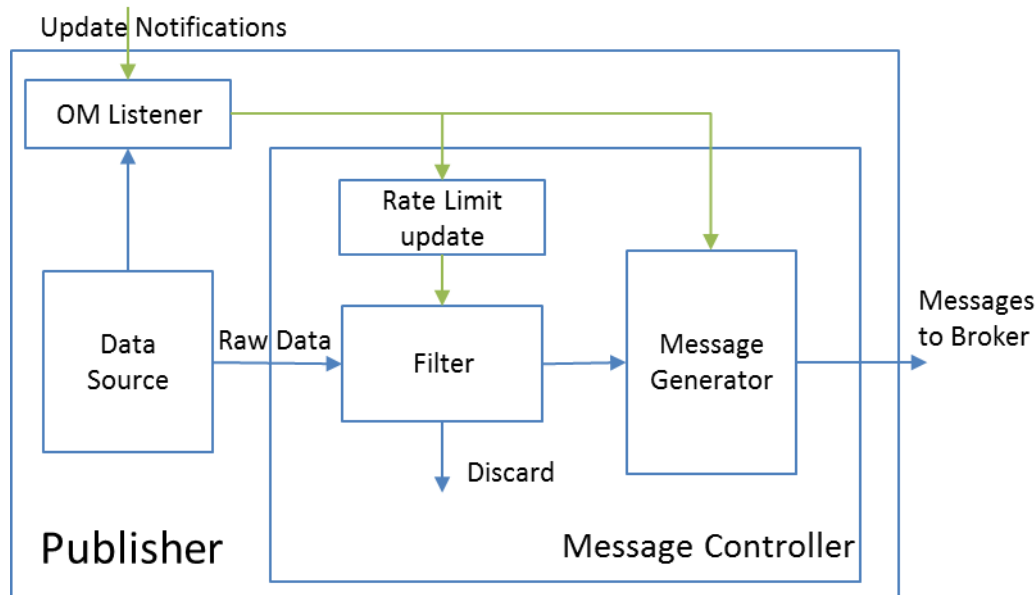 Update Notifications
OM Listener
Rate Limit
update
Data
Source
Raw Data
Filter
Message
Generator
Messages
to Broker
Discard
Publisher
Message Controller